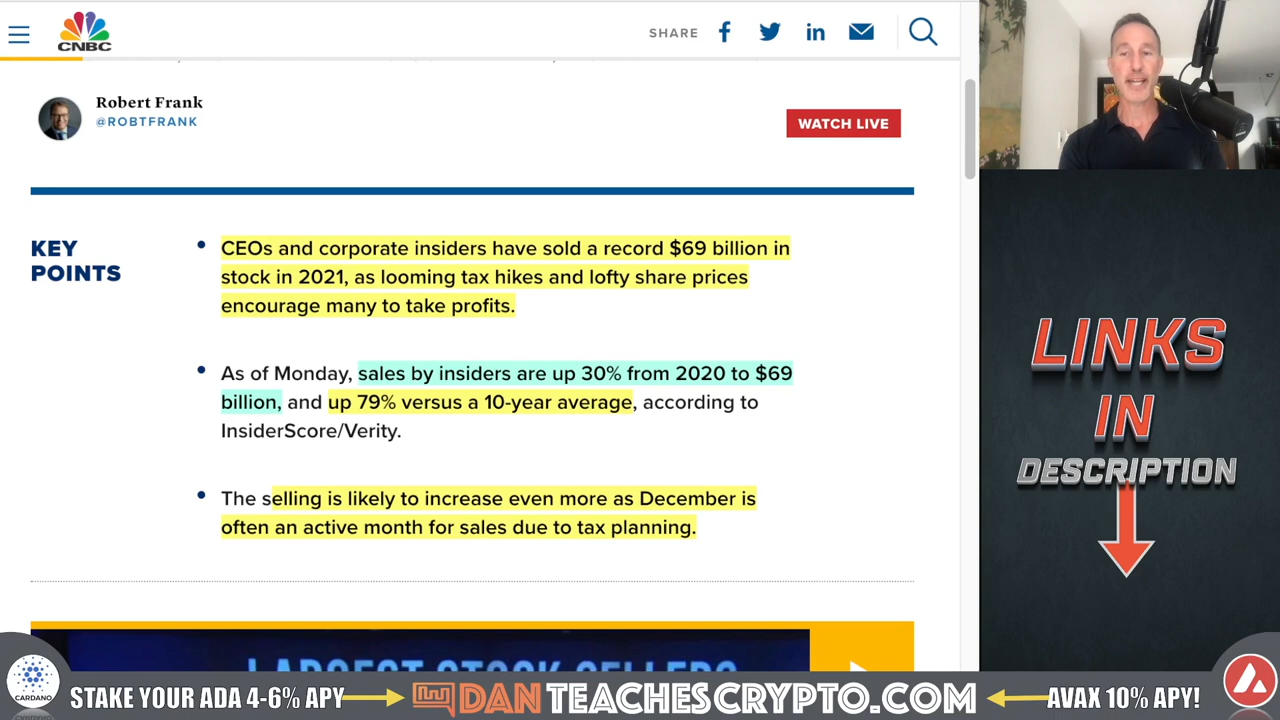 CNBC
SHARE
Robert Frank
@ROBTFRANK
WATCH LIVE
KEY
POINTS
CEOs and corporate insiders have sold a record $69 billion in
stock in 2021, as looming tax hikes and lofty share prices
encourage many to take profits.
As of Monday, sales by insiders are up 30% from 2020 to $69
billion, and up 79% versus a 10-year average, according to
InsiderScore/Verity.
The selling is likely to increase even more as December is
often an active month for sales due to tax planning.
LARGEST STOCK SELLERS
LINKS
IN
DESCRIPTION
CARDANO
STAKE YOUR ADA 4-6% APY
DANTEACHESCRYPTO.COM
AVAX 10% APY!